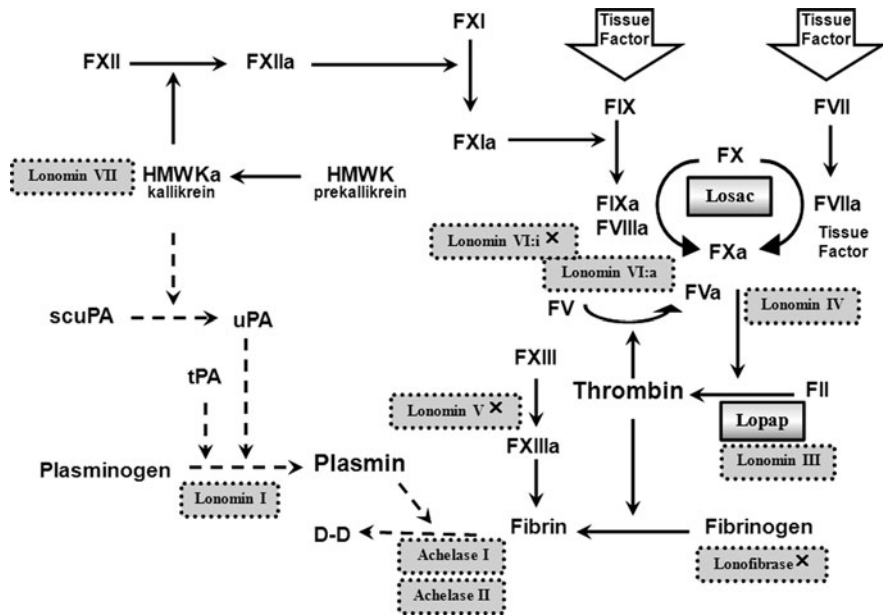 FXI
Tissue
Factor
Tissue
Factor
FXII
FXIIa
FIX
FVII
FXIa
FX
Lonomin VII
HMWKa
kallikrein
HMWK
prekallikrein
Losac
FIXa
FVIIIa
FVIIa
Tissue
Factor
Lonomin VI:i ×
FXa
Lonomin VI:a
FVa
Lonomin IV
scuPA
uPA
FV
tPA
FXIII
Thrombin
FII
Lonomin V ×
Lopap
FXIIIa
Lonomin III
Plasminogen
Plasmin
Lonomin I
D-D
Fibrin
Fibrinogen
Achelase I
Lonofibrase ×
Achelase II